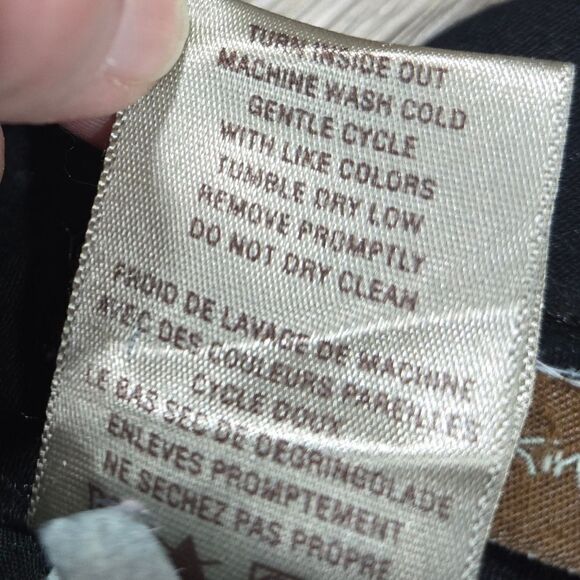 TURN INSIDE OUT
MACHINE WASH COLD
GENTLE CYCLE
WITH LIKE COLORS
TUMBLE DRY LOW
REMOVE PROMPTLY
DO NOT DRY CLEAN
FROID DE LAVAGE DE MACHINE
AVEC DES COULEURS PAREILLES
CYCLE DOUX
LE BAS SEC DE DEGRINGOLADE
ENLEVES PROMPTEMENT
NE SECHEZ PAS PROPRE